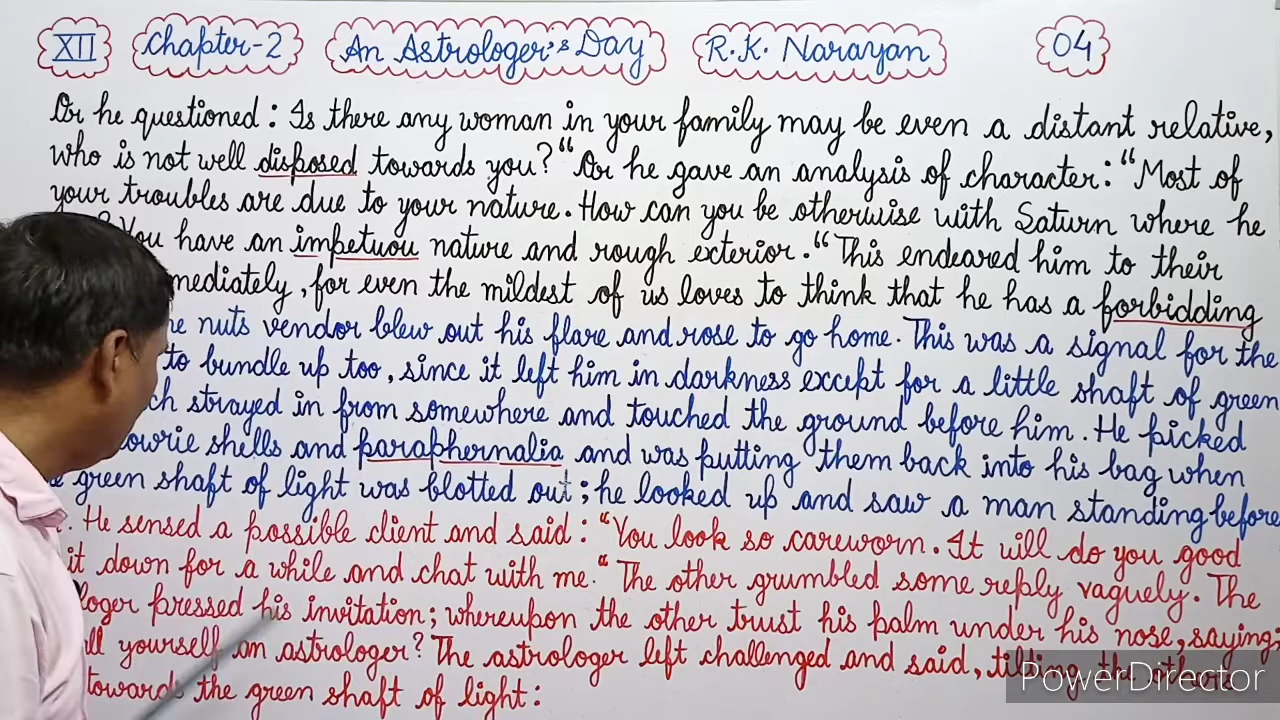 XII Chapter-2 An Astrologer's Day R.K. Narayan 04
Or he questioned: Is there any woman in your family may be even a distant relative,
who is not well disposed towards you?" Or he gave an analysis of character: "Most of
your troubles are due to your nature. How can you be otherwise with Saturn where he
You have an impetuou nature and rough exterior." This endeared him to their
mediately, for even the mildest of us loves to think that he has a forbidding
he nuts vendor blew out his flare and rose to go home. This was a signal for the
to bundle up too, since it left him in darkness except for a little shaft of green
ch strayed in from somewhere and touched the ground before him. He picked
owrie shells and paraphernalia and was putting them back into his bag when
green shaft of light was blotted out; he looked up and saw a man standing before
. He sensed a possible client and said: "You look so careworn. It will do you good
it down for a while and chat with me." The other grumbled some reply vaguely. The
loger pressed his invitation; whereupon the other trust his palm under his nose, saying,
ll yourself an astrologer? The astrologer left challenged and said, tilting the others
towards the green shaft of light:
PowerDirector